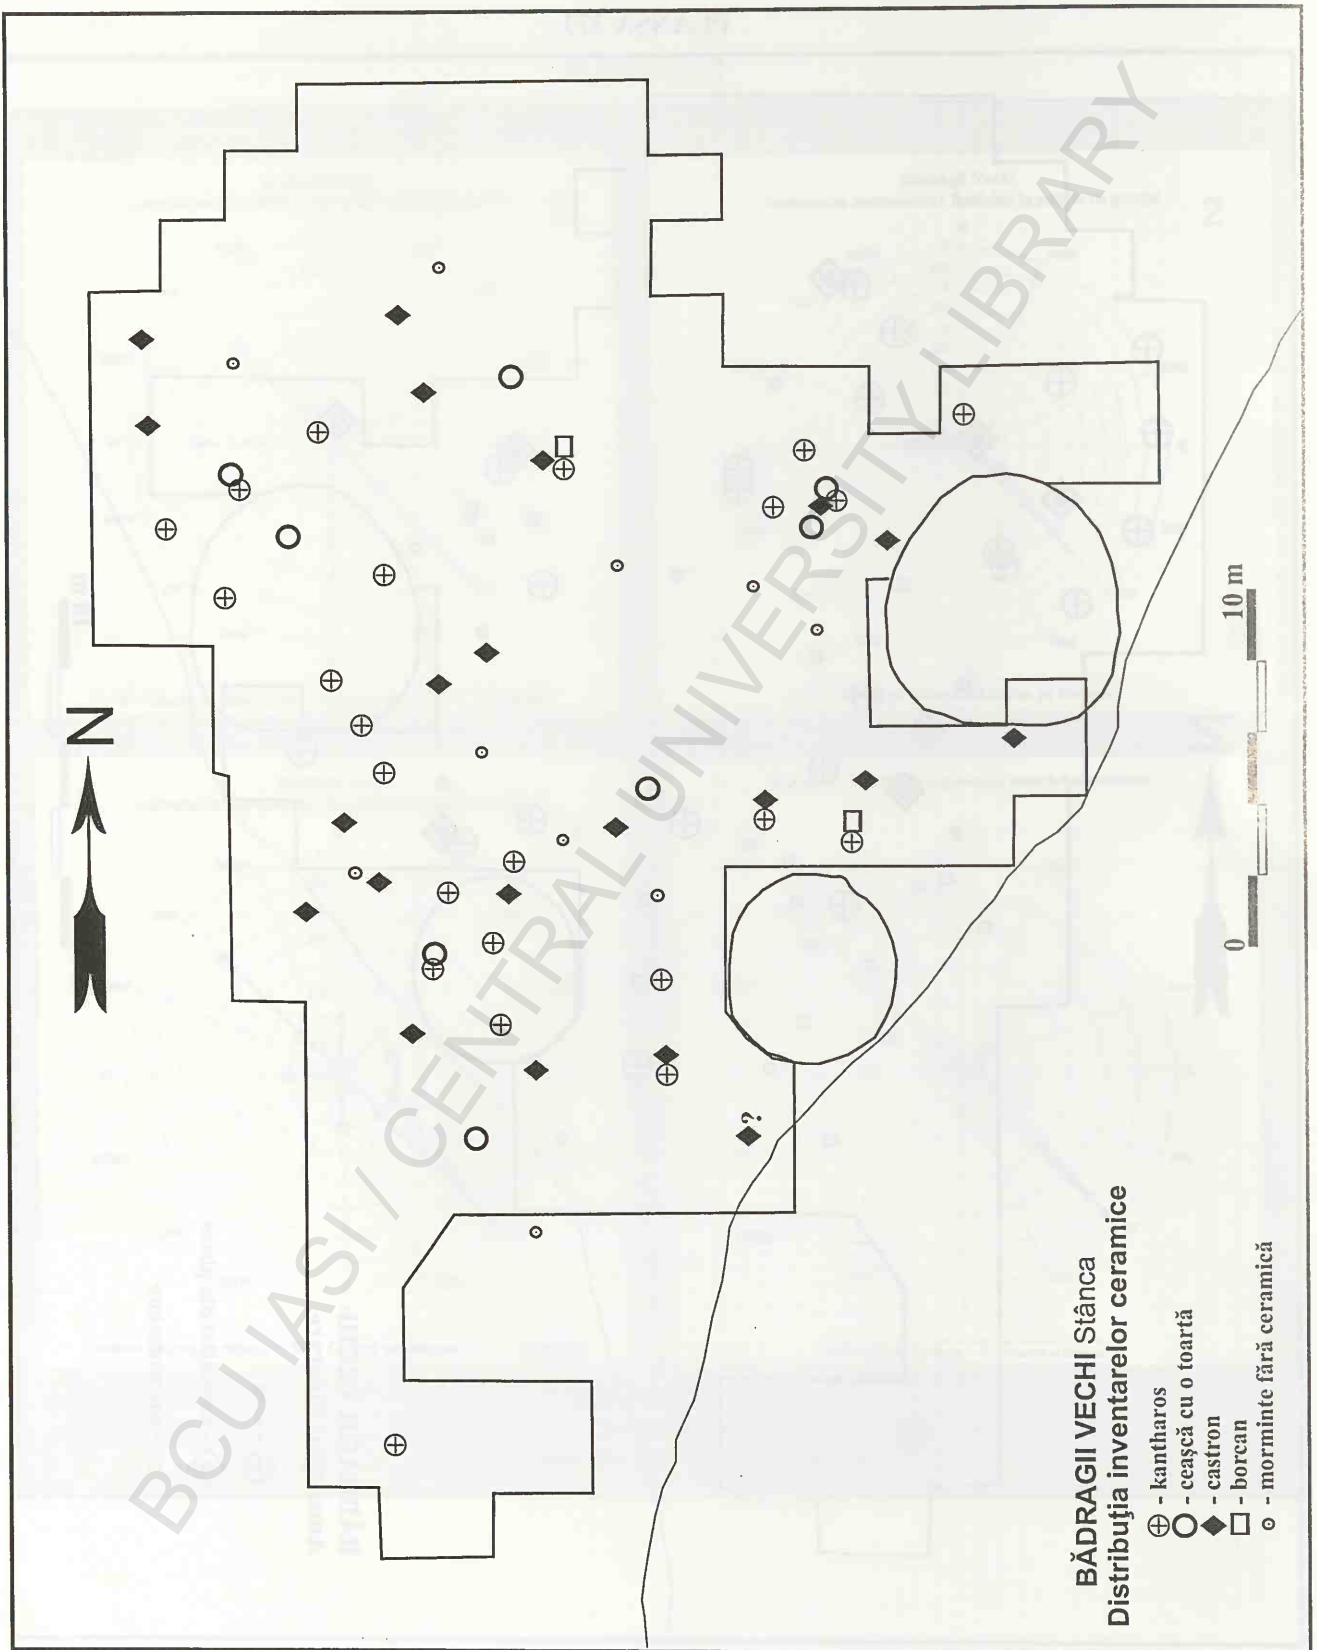 BĂDRAGII VECHI Stânca
Distribuţia inventarelor ceramice
- kantharos
- ceaşcă cu o toartă
- castron
- borcan
- morminte fără ceramică
N
?
0 10 m
BCU IASI / CENTRAL UNIVERSITY LIBRARY